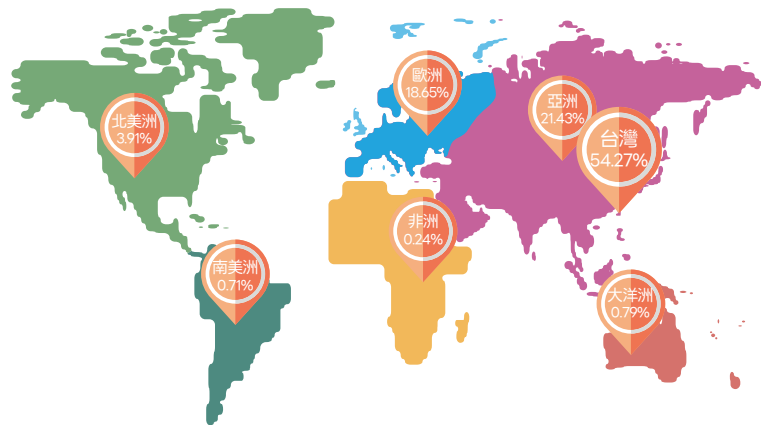 歐洲
18.65%
北美洲
3.91%
亞洲
21.43%
台灣
54.27%
非洲
0.24%
南美洲
0.71%
大洋洲
0.79%